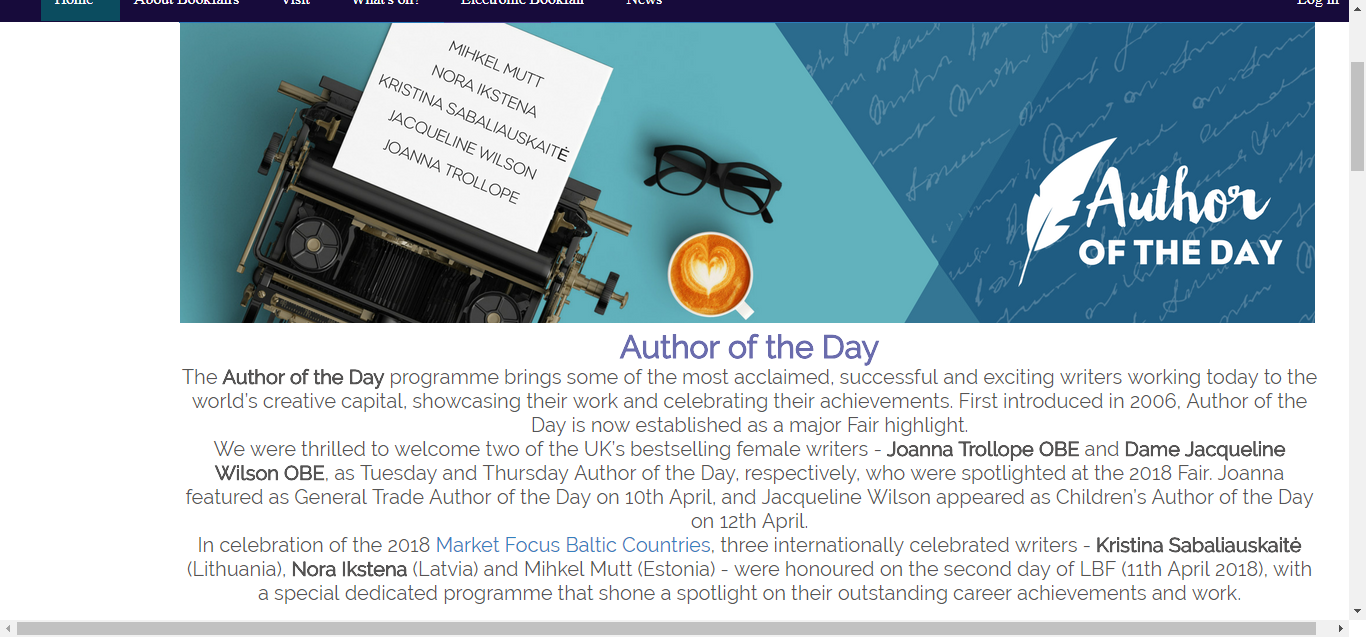 Home About Bookfairs Visit What's on? Electronic Bookfair News Log in
MIHKEL MUTT
NORA IKSTENA
KRISTINA SABALIAUSKAITĖ
JACQUELINE WILSON
JOANNA TROLLOPE
Author
OF THE DAY
Author of the Day
The Author of the Day programme brings some of the most acclaimed, successful and exciting writers working today to the
world's creative capital, showcasing their work and celebrating their achievements. First introduced in 2006, Author of the
Day is now established as a major Fair highlight.
We were thrilled to welcome two of the UK's bestselling female writers - Joanna Trollope OBE and Dame Jacqueline
Wilson OBE, as Tuesday and Thursday Author of the Day, respectively, who were spotlighted at the 2018 Fair. Joanna
featured as General Trade Author of the Day on 10th April, and Jacqueline Wilson appeared as Children's Author of the Day
on 12th April.
In celebration of the 2018 Market Focus Baltic Countries, three internationally celebrated writers - Kristina Sabaliauskaitė
(Lithuania), Nora Ikstena (Latvia) and Mihkel Mutt (Estonia) - were honoured on the second day of LBF (11th April 2018), with
a special dedicated programme that shone a spotlight on their outstanding career achievements and work.